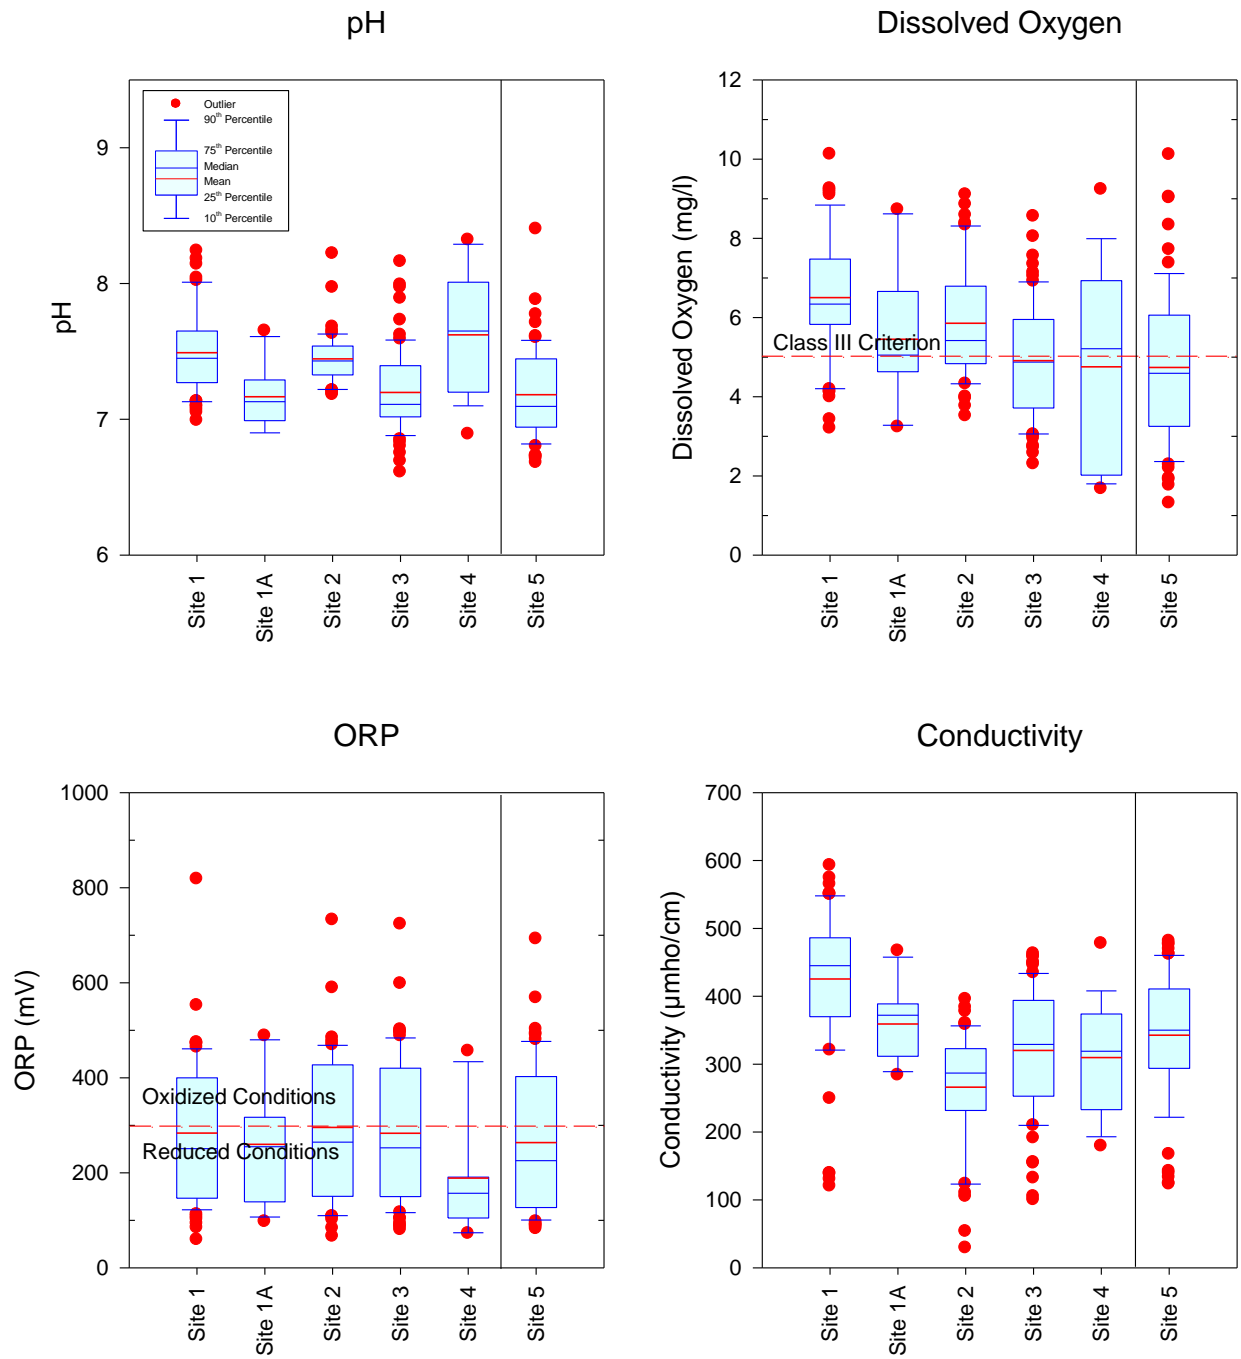 pH
9
8
7
6
pH
Outlier
90th Percentile
75th Percentile
Median
Mean
25th Percentile
10th Percentile
Site 1
Site 1A
Site 2
Site 3
Site 4
Site 5
Dissolved Oxygen
12
10
8
6
4
2
0
Dissolved Oxygen (mg/l)
Class III Criterion
Site 1
Site 1A
Site 2
Site 3
Site 4
Site 5
ORP
1000
800
600
400
200
0
ORP (mV)
Oxidized Conditions
Reduced Conditions
Site 1
Site 1A
Site 2
Site 3
Site 4
Site 5
Conductivity
700
600
500
400
300
200
100
0
Conductivity (µmho/cm)
Site 1
Site 1A
Site 2
Site 3
Site 4
Site 5